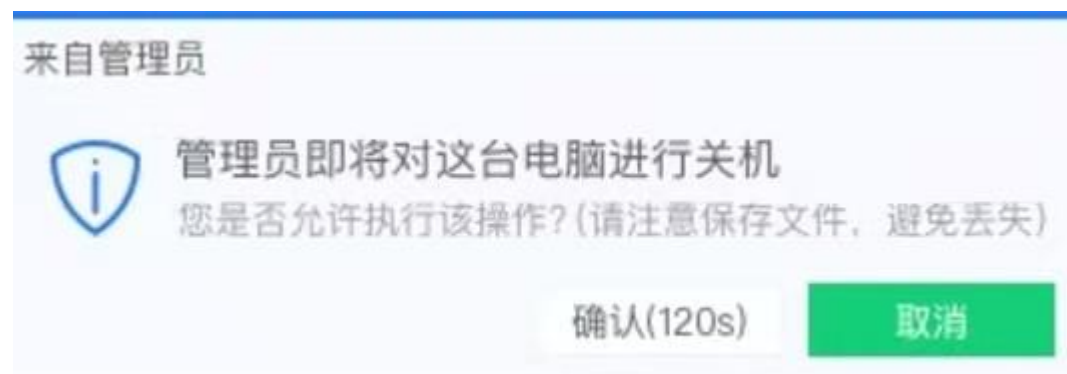 来自管理员
管理员即将对这台电脑进行关机
您是否允许执行该操作?(请注意保存文件，避免丢失)
确认(120s)
取消